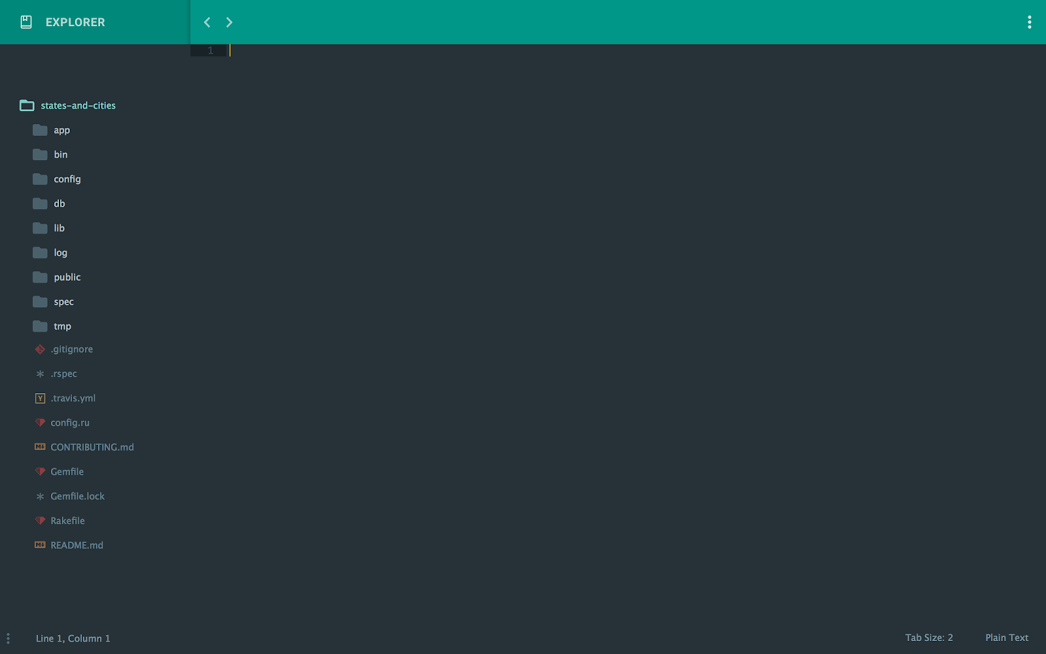 EXPLORER
1
states-and-cities
app
bin
config
db
lib
log
public
spec
tmp
.gitignore
.rspec
.travis.yml
config.ru
CONTRIBUTING.md
Gemfile
Gemfile.lock
Rakefile
README.md
Line 1, Column 1
Tab Size: 2
Plain Text